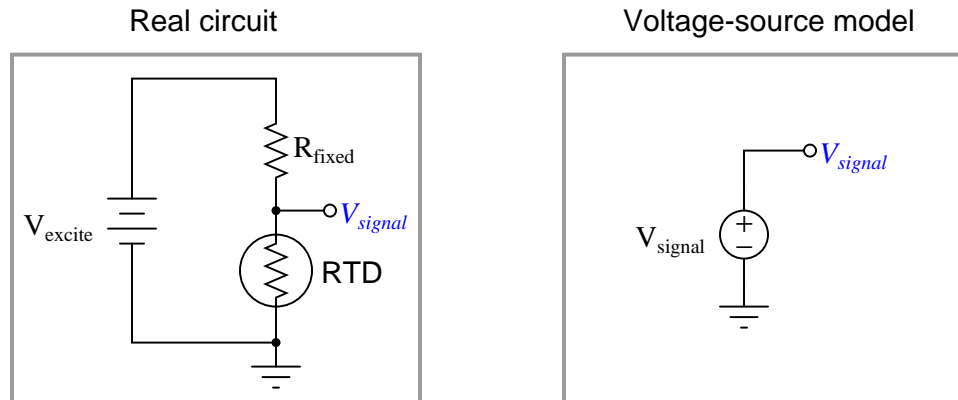 Real circuit
Voltage-source model
R_fixed
V_signal
V_excite
V_signal
RTD
V_signal
+
−